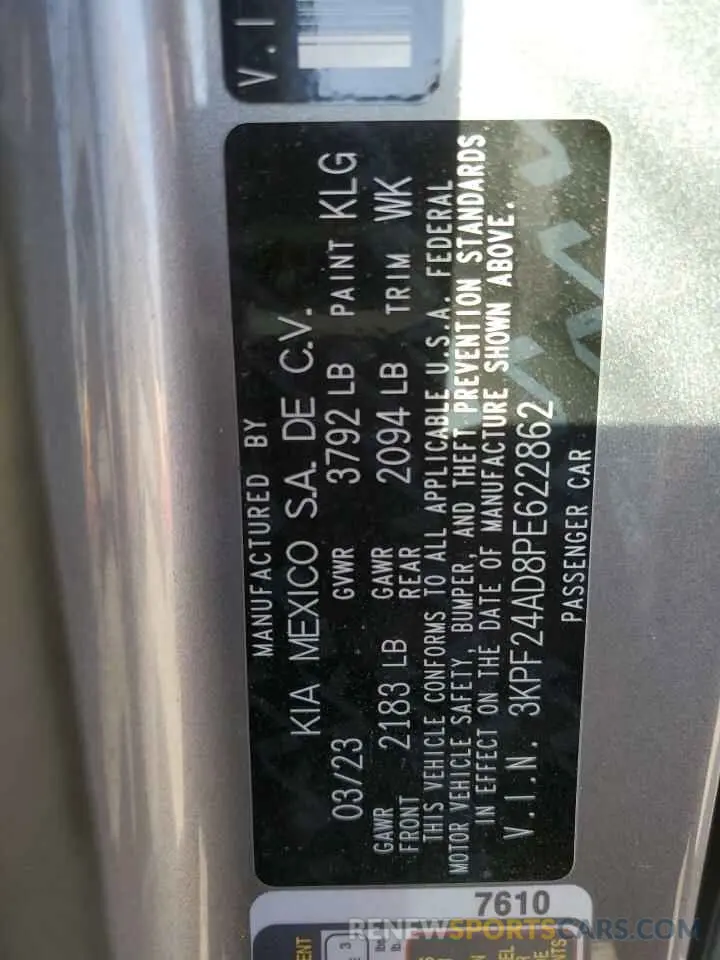 V.I
MANUFACTURED BY
KIA MEXICO S.A. DE C.V.
03/23 GVWR 3792 LB PAINT KLG
GAWR FRONT 2183 LB GAWR REAR 2094 LB TRIM WK
THIS VEHICLE CONFORMS TO ALL APPLICABLE U.S.A. FEDERAL
MOTOR VEHICLE SAFETY, BUMPER, AND THEFT PREVENTION STANDARDS
IN EFFECT ON THE DATE OF MANUFACTURE SHOWN ABOVE.
V.I.N. 3KPF24AD8PE622862
PASSENGER CAR
7610
RENEWSPORTSCARS.COM